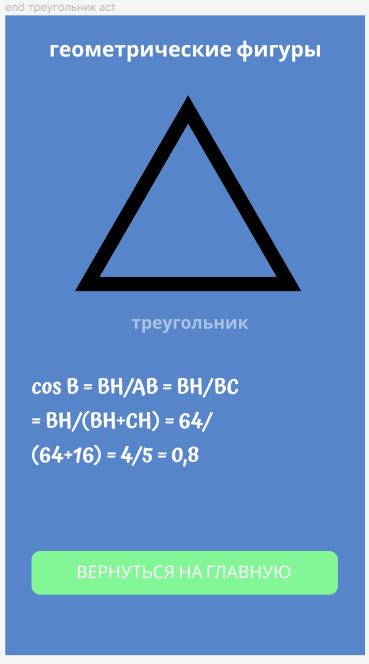 end треугольник act
геометрические фигуры
треугольник
cos B = BH/AB = BH/BC
= BH/(BH+CH) = 64/
(64+16) = 4/5 = 0,8
ВЕРНУТЬСЯ НА ГЛАВНУЮ